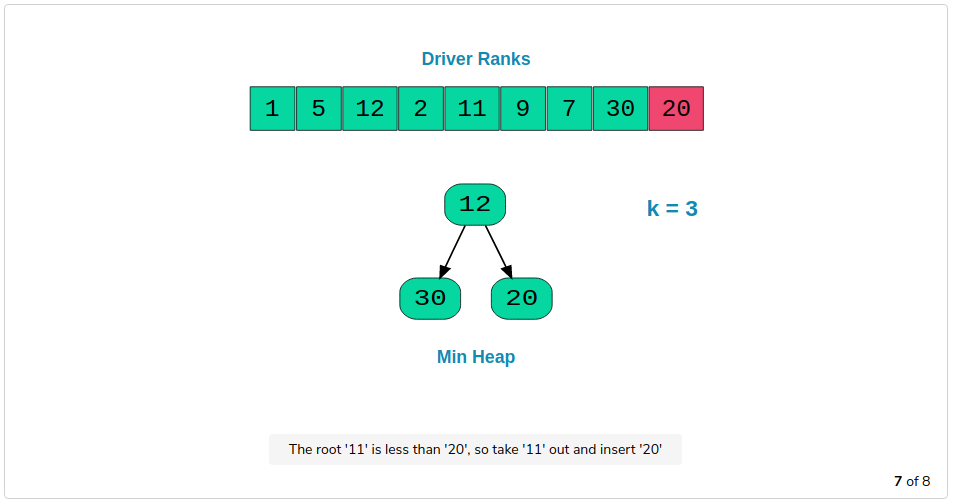 Driver Ranks
1 5 12 2 11 9 7 30 20
12
k = 3
30 20
Min Heap
The root '11' is less than '20', so take '11' out and insert '20'
7 of 8